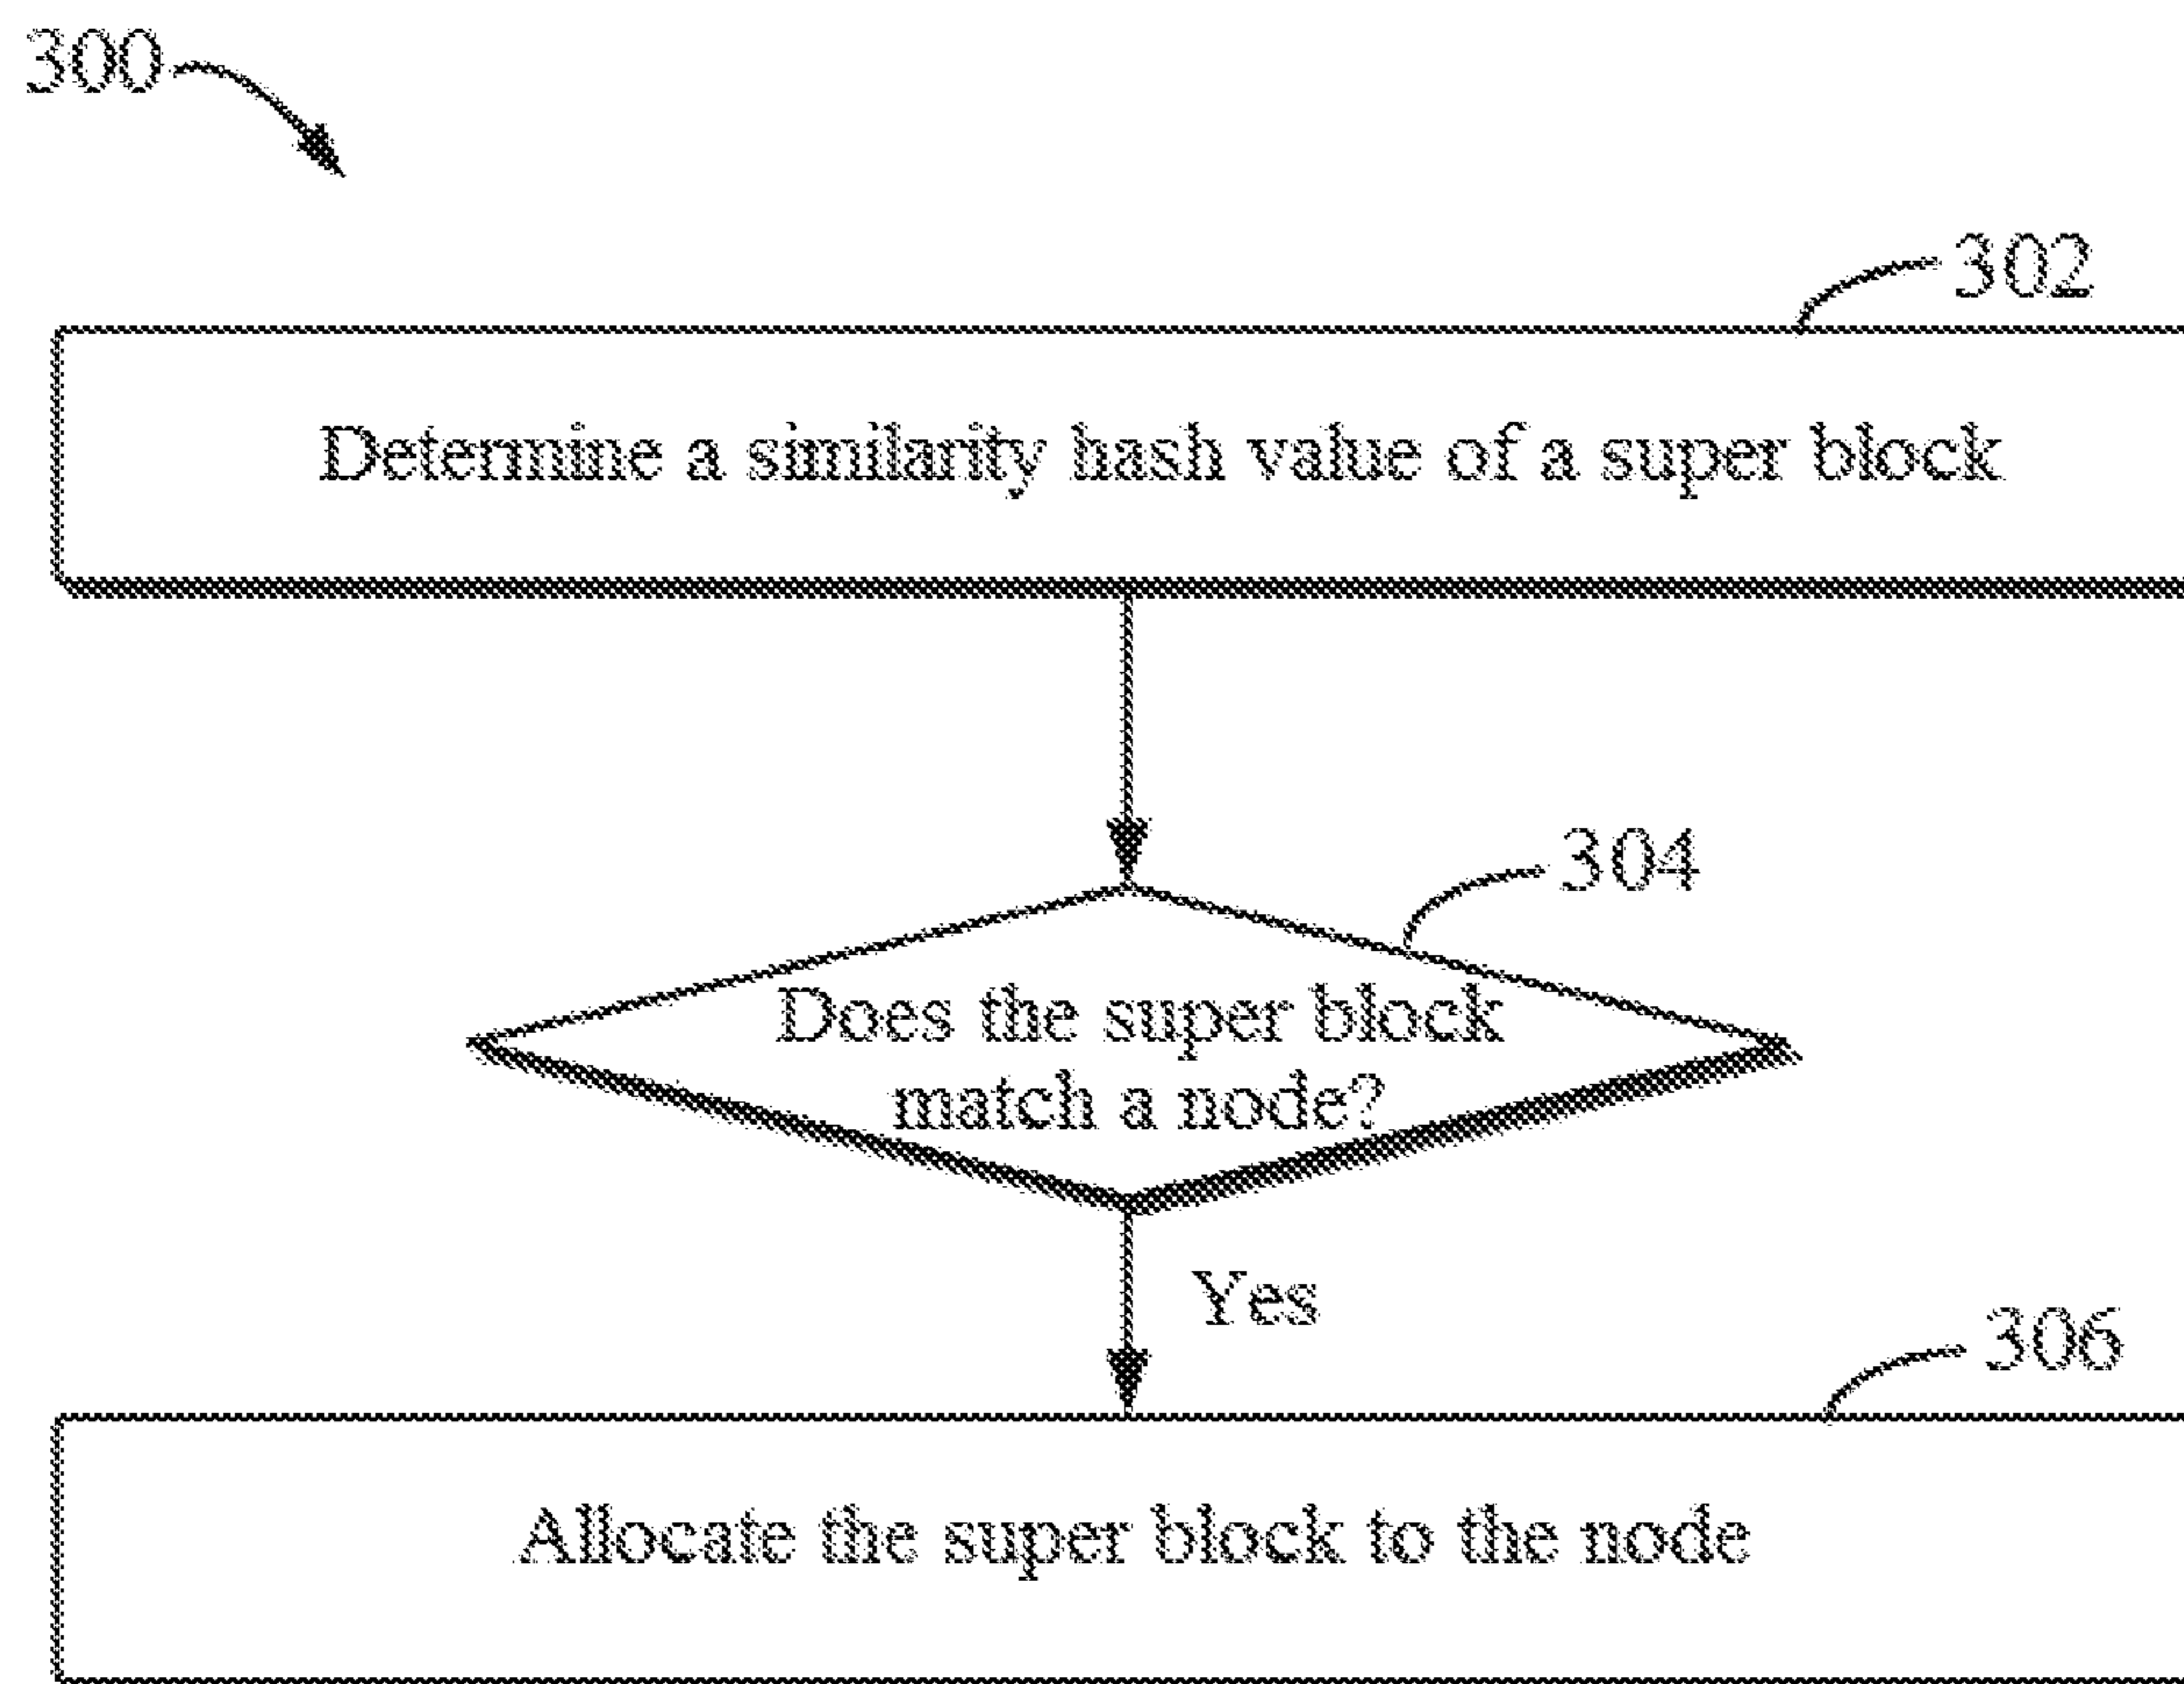 300
302
Determine a similarity hash value of a super block
304
Does the super block
match a node?
Yes
306
Allocate the super block to the node